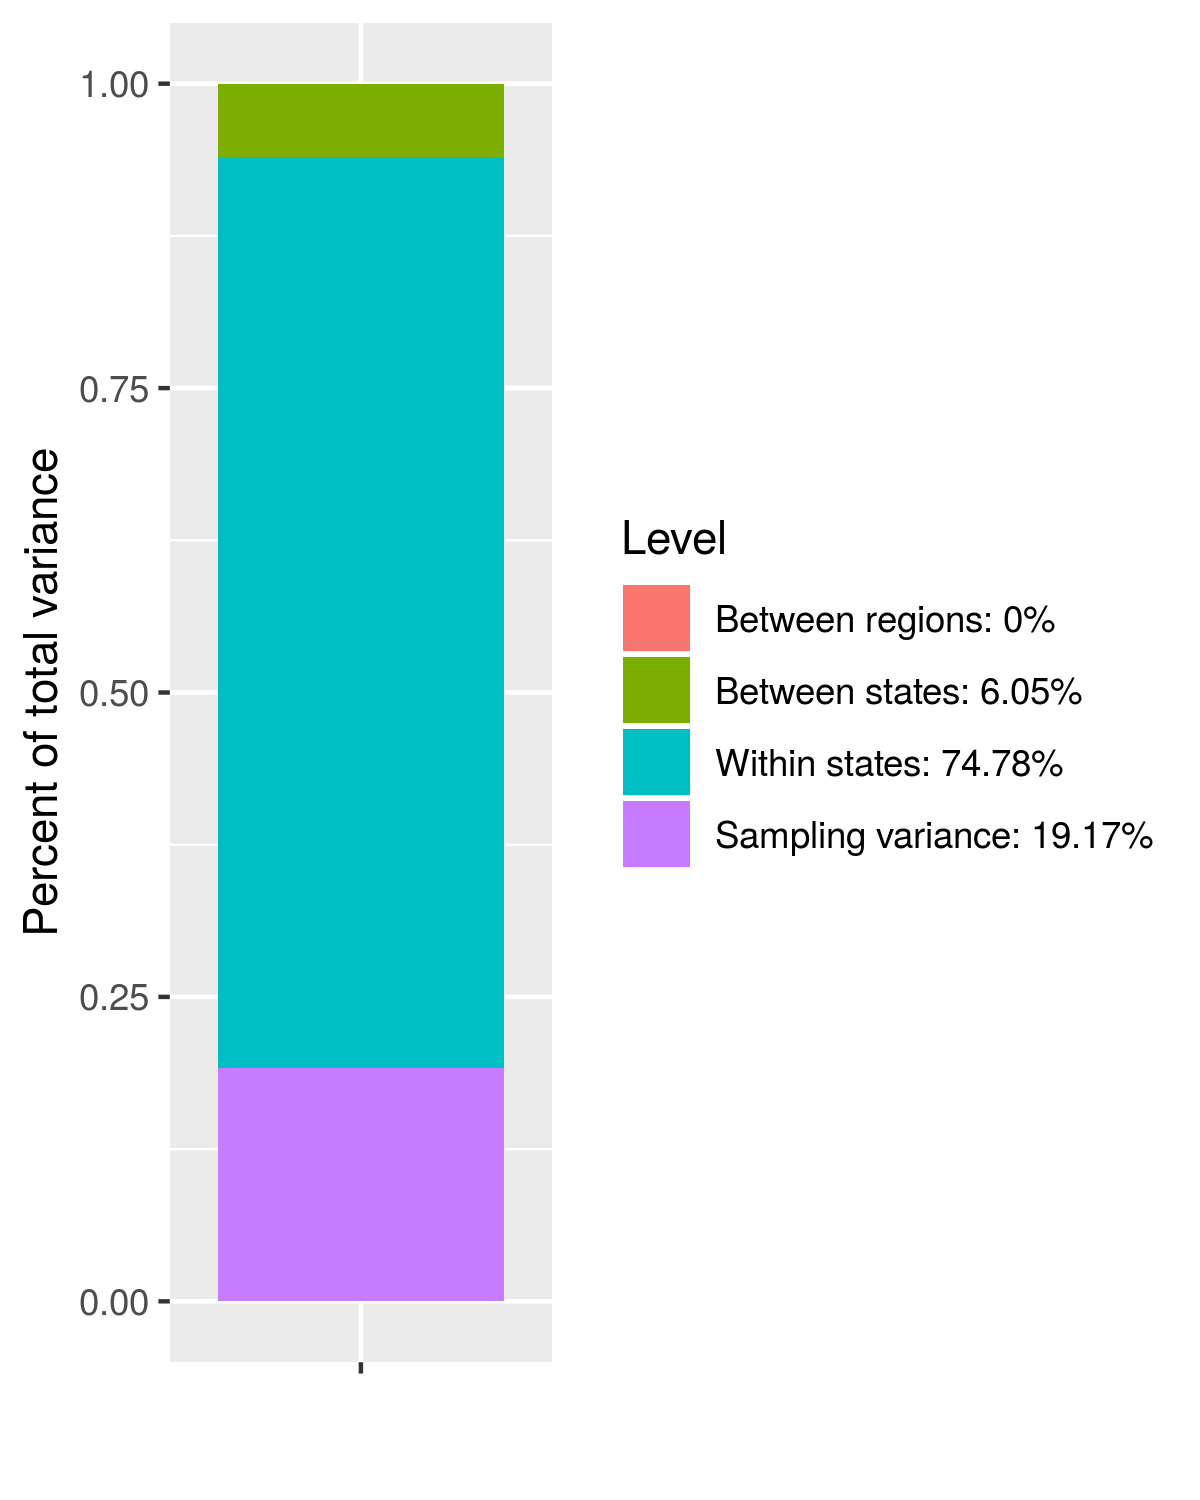 1.00
0.75
0.50
0.25
0.00
Percent of total variance
Level
Between regions: 0%
Between states: 6.05%
Within states: 74.78%
Sampling variance: 19.17%